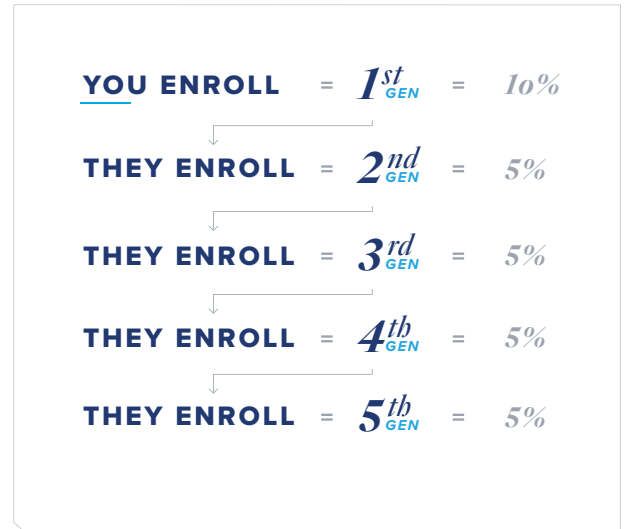 YOU ENROLL = 1st GEN = 10%
THEY ENROLL = 2nd GEN = 5%
THEY ENROLL = 3rd GEN = 5%
THEY ENROLL = 4th GEN = 5%
THEY ENROLL = 5th GEN = 5%